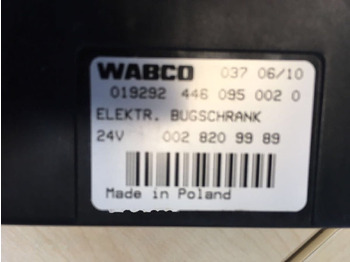 WABCO 037 06/10
019292 446 095 002 0
ELEKTR. BUGSCHRANK
24V 002 820 99 89
Made in Poland